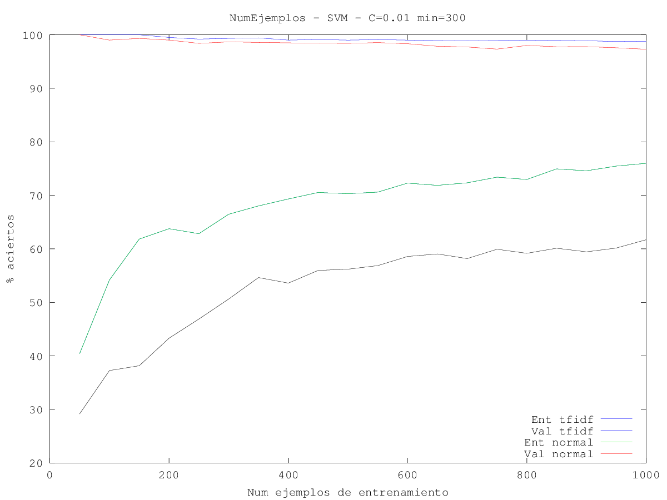 NumEjemplos - SVM - C=0.01 min=300
100
90
80
70
60
50
40
30
20
% aciertos
0
200
400
600
800
1000
Num ejemplos de entrenamiento
Ent tfidf
Val tfidf
Ent normal
Val normal